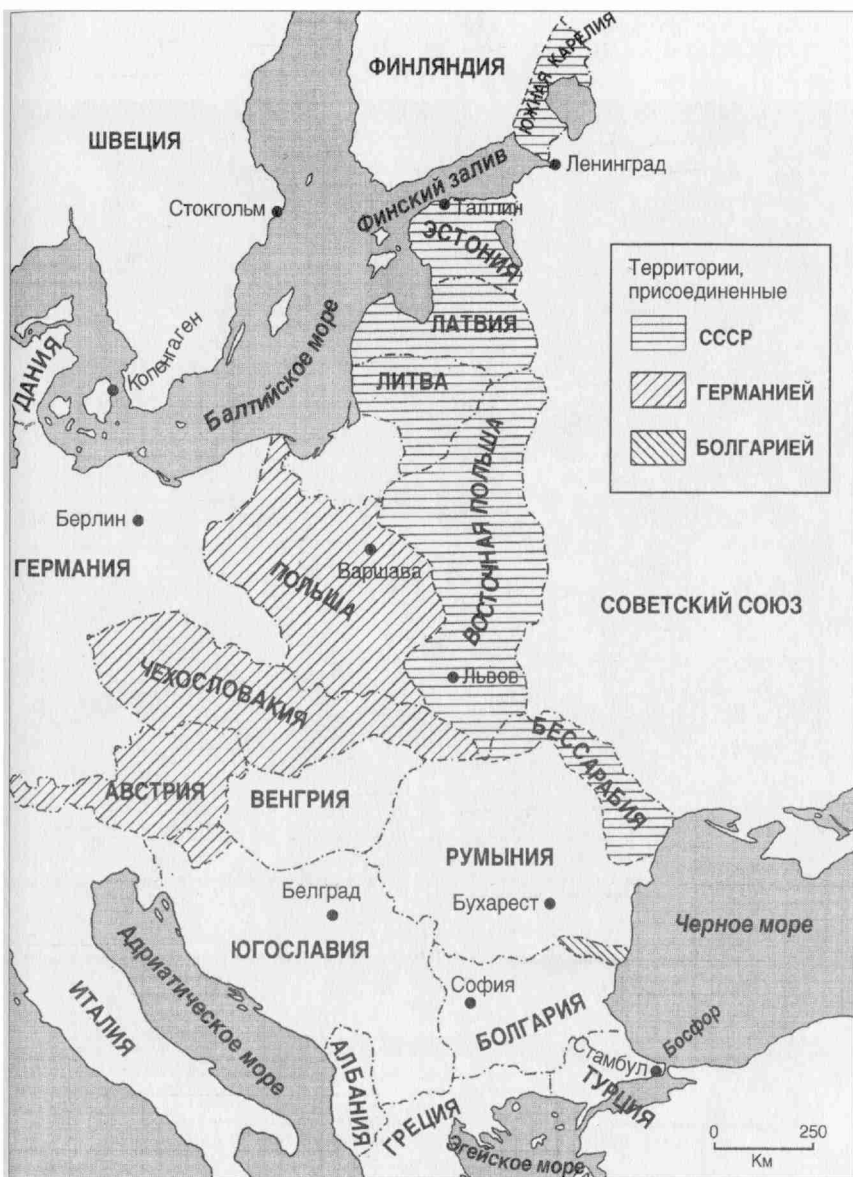 ЮЖНАЯ КАРЕЛИЯ
ФИНЛЯНДИЯ
ШВЕЦИЯ
Ленинград
Финский залив
Стокгольм
Таллин
ЭСТОНИЯ
Территории,
присоединенные
СССР
ГЕРМАНИЕЙ
БОЛГАРИЕЙ
ЛАТВИЯ
ЛИТВА
Балтийское море
Копенгаген
ДАНИЯ
ВОСТОЧНАЯ ПОЛЬША
Берлин
Варшава
ПОЛЬША
ГЕРМАНИЯ
СОВЕТСКИЙ СОЮЗ
Львов
ЧЕХОСЛОВАКИЯ
БЕССАРАБИЯ
АВСТРИЯ
ВЕНГРИЯ
РУМЫНИЯ
Белград
Бухарест
Черное море
ЮГОСЛАВИЯ
Адриатическое море
ИТАЛИЯ
София
БОЛГАРИЯ
Босфор
Стамбул
ТУРЦИЯ
АЛБАНИЯ
ГРЕЦИЯ
Эгейское море
0 250
Км